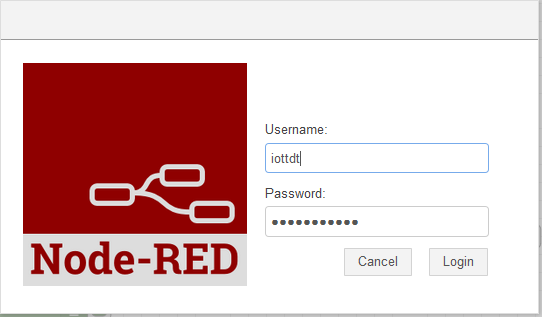 Username:
iottdt
Password:
•••••••••••
Cancel Login
Node-RED